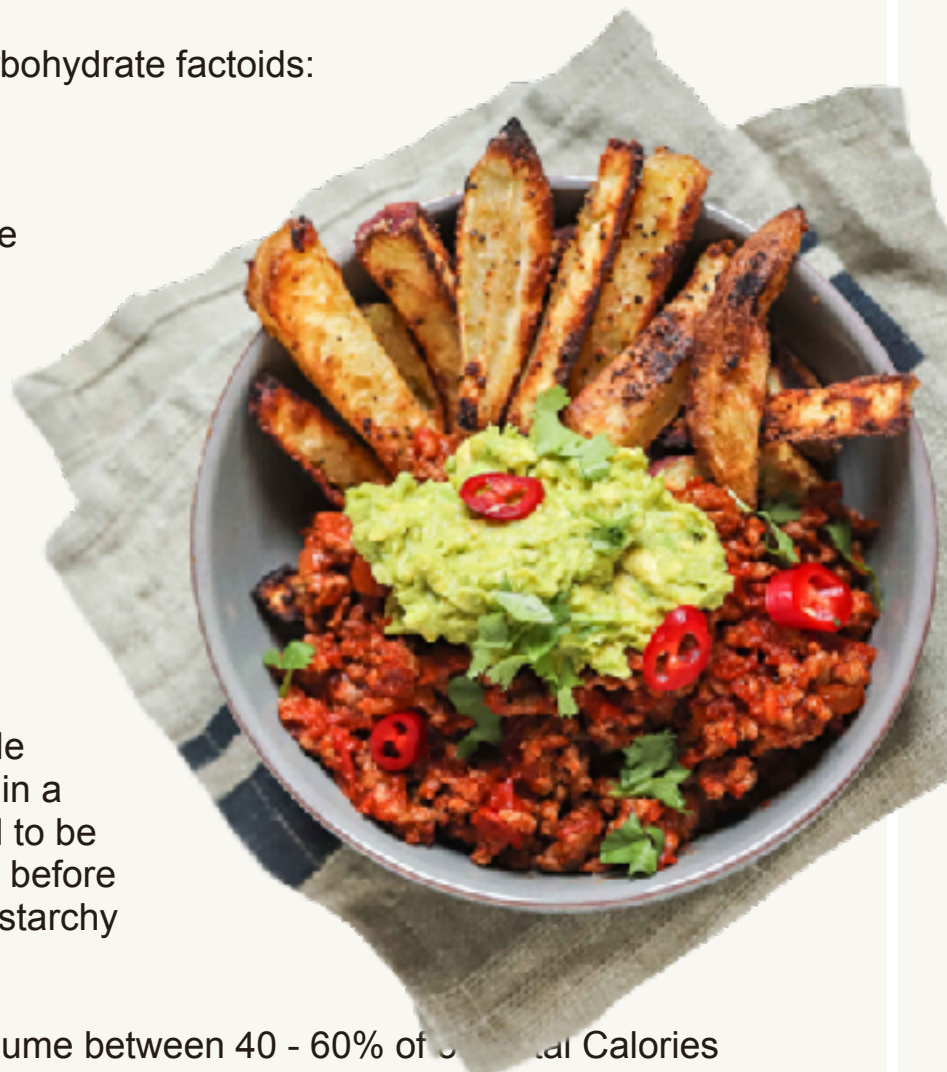 bohydrate factoids:
e
le
in a
l to be
before
starchy
ume between 40 - 60% of al Calories